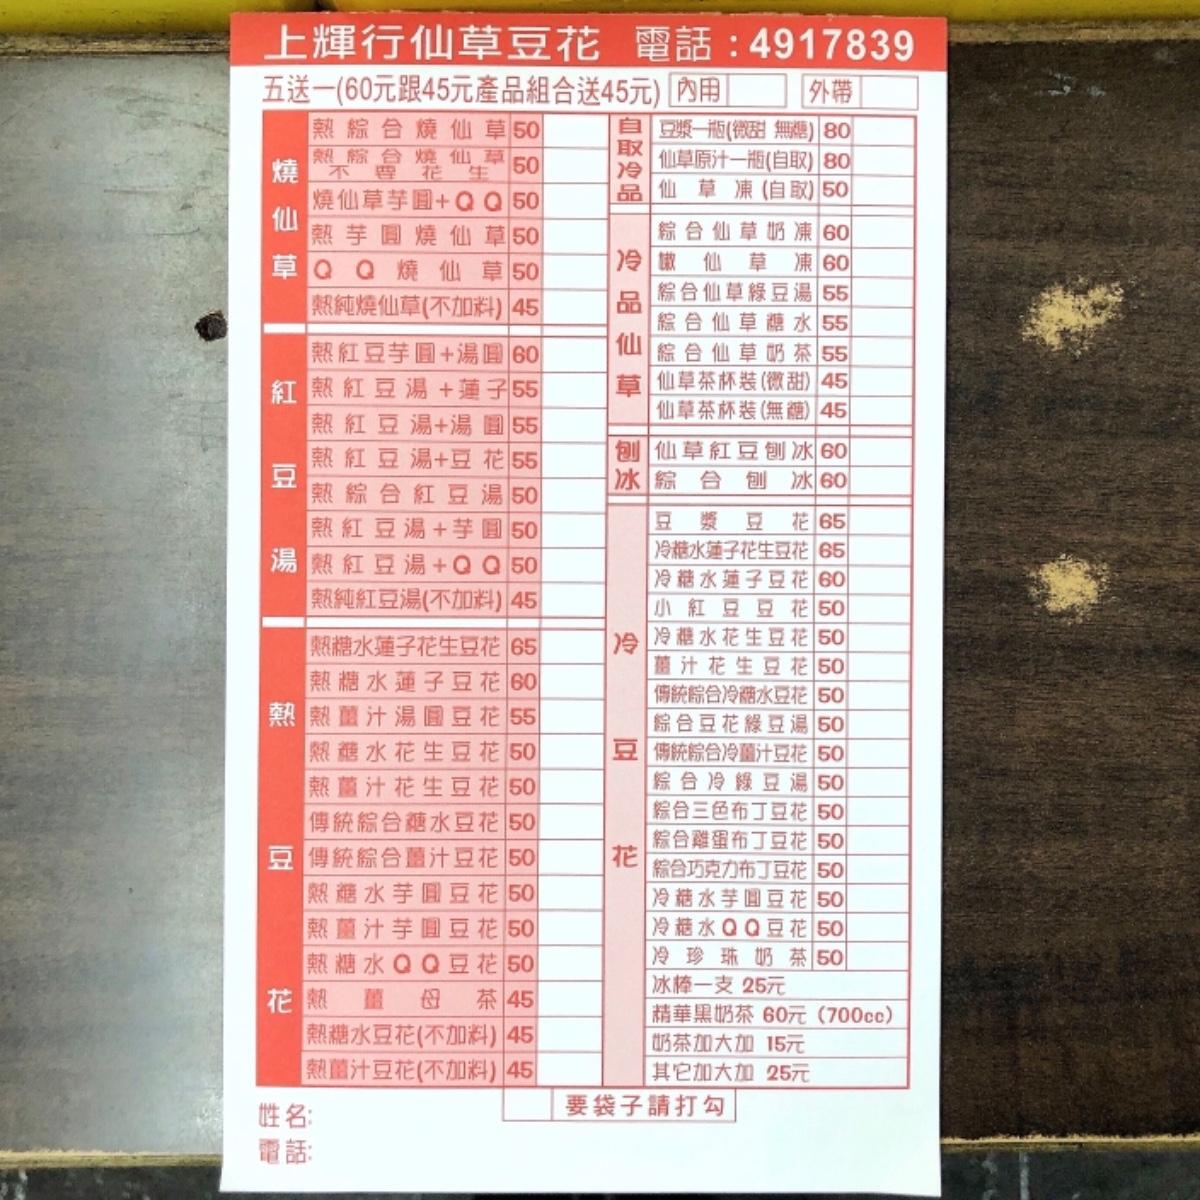 上輝行仙草豆花 電話:4917839
五送一(60元跟45元產品組合送45元) 內用 外帶
燒仙草
熱綜合燒仙草 50
熱綜合燒仙草不要花生 50
燒仙草芋圓+QQ 50
熱芋圓燒仙草 50
QQ燒仙草 50
熱純燒仙草(不加料) 45
紅豆湯
熱紅豆芋圓+湯圓 60
熱紅豆湯+蓮子 55
熱紅豆湯+湯圓 55
熱紅豆湯+豆花 55
熱綜合紅豆湯 50
熱紅豆湯+芋圓 50
熱紅豆湯+QQ 50
熱純紅豆湯(不加料) 45
熱豆花
熱糖水蓮子花生豆花 65
熱糖水蓮子豆花 60
熱薑汁湯圓豆花 55
熱糖水花生豆花 50
熱薑汁花生豆花 50
傳統綜合糖水豆花 50
傳統綜合薑汁豆花 50
熱糖水芋圓豆花 50
熱薑汁芋圓豆花 50
熱糖水QQ豆花 50
熱薑母茶 45
熱糖水豆花(不加料) 45
熱薑汁豆花(不加料) 45
自取冷品
豆漿一瓶(微甜 無糖) 80
仙草原汁一瓶(自取) 80
仙草凍(自取) 50
冷品仙草
綜合仙草奶凍 60
嫩仙草凍 60
綜合仙草綠豆湯 55
綜合仙草糖水 55
綜合仙草奶茶 55
仙草茶杯裝(微甜) 45
仙草茶杯裝(無糖) 45
刨冰
仙草紅豆刨冰 60
綜合刨冰 60
冷豆花
豆漿豆花 65
冷糖水蓮子花生豆花 65
冷糖水蓮子豆花 60
小紅豆豆花 50
冷糖水花生豆花 50
薑汁花生豆花 50
傳統綜合冷糖水豆花 50
綜合豆花綠豆湯 50
傳統綜合冷薑汁豆花 50
綜合冷綠豆湯 50
綜合三色布丁豆花 50
綜合雞蛋布丁豆花 50
綜合巧克力布丁豆花 50
冷糖水芋圓豆花 50
冷糖水QQ豆花 50
冷珍珠奶茶 50
冰棒一支 25元
精華黑奶茶 60元 (700cc)
奶茶加大加 15元
其它加大加 25元
要袋子請打勾
姓名:
電話: